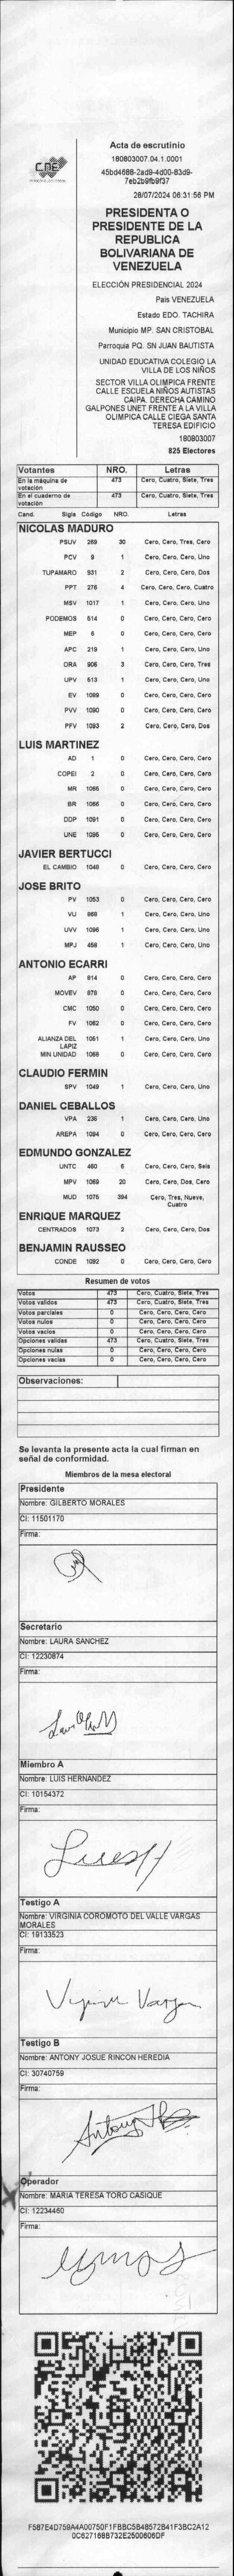 CNE
PODER ELECTORAL
Acta de escrutinio
180803007.04.1.0001
45bd4688-2ad9-4d00-83d9-
7eb2b9fb9f37
28/07/2024 06:31:56 PM
PRESIDENTA O
PRESIDENTE DE LA
REPUBLICA
BOLIVARIANA DE
VENEZUELA
ELECCIÓN PRESIDENCIAL 2024
Pais VENEZUELA
Estado EDO. TACHIRA
Municipio MP. SAN CRISTOBAL
Parroquia PQ. SN JUAN BAUTISTA
UNIDAD EDUCATIVA COLEGIO LA
VILLA DE LOS NIÑOS
SECTOR VILLA OLIMPICA FRENTE
CALLE ESCUELA NIÑOS AUTISTAS
CAIPA. DERECHA CAMINO
GALPONES UNET FRENTE A LA VILLA
OLIMPICA CALLE CIEGA SANTA
TERESA EDIFICIO
180803007
825 Electores
Votantes NRO. Letras
En la máquina de votación 473 Cero, Cuatro, Siete, Tres
En el cuaderno de votación 473 Cero, Cuatro, Siete, Tres
Cand. Sigla Código NRO. Letras
NICOLAS MADURO
PSUV 269 30 Cero, Cero, Tres, Cero
PCV 9 1 Cero, Cero, Cero, Uno
TUPAMARO 931 2 Cero, Cero, Cero, Dos
PPT 276 4 Cero, Cero, Cero, Cuatro
MSV 1017 1 Cero, Cero, Cero, Uno
PODEMOS 514 0 Cero, Cero, Cero, Cero
MEP 6 0 Cero, Cero, Cero, Cero
APC 219 1 Cero, Cero, Cero, Uno
ORA 906 3 Cero, Cero, Cero, Tres
UPV 513 1 Cero, Cero, Cero, Uno
EV 1089 0 Cero, Cero, Cero, Cero
PVV 1090 0 Cero, Cero, Cero, Cero
PFV 1093 2 Cero, Cero, Cero, Dos
LUIS MARTINEZ
AD 1 0 Cero, Cero, Cero, Cero
COPEI 2 0 Cero, Cero, Cero, Cero
MR 1065 0 Cero, Cero, Cero, Cero
BR 1066 0 Cero, Cero, Cero, Cero
DDP 1091 0 Cero, Cero, Cero, Cero
UNE 1095 0 Cero, Cero, Cero, Cero
JAVIER BERTUCCI
EL CAMBIO 1048 0 Cero, Cero, Cero, Cero
JOSE BRITO
PV 1053 0 Cero, Cero, Cero, Cero
VU 869 1 Cero, Cero, Cero, Uno
UVV 1096 1 Cero, Cero, Cero, Uno
MPJ 458 1 Cero, Cero, Cero, Uno
ANTONIO ECARRI
AP 814 0 Cero, Cero, Cero, Cero
MOVEV 878 0 Cero, Cero, Cero, Cero
CMC 1050 0 Cero, Cero, Cero, Cero
FV 1062 0 Cero, Cero, Cero, Cero
ALIANZA DEL LAPIZ 1051 1 Cero, Cero, Cero, Uno
MIN UNIDAD 1068 0 Cero, Cero, Cero, Cero
CLAUDIO FERMIN
SPV 1049 1 Cero, Cero, Cero, Uno
DANIEL CEBALLOS
VPA 236 1 Cero, Cero, Cero, Uno
AREPA 1094 0 Cero, Cero, Cero, Cero
EDMUNDO GONZALEZ
UNTC 460 6 Cero, Cero, Cero, Seis
MPV 1069 20 Cero, Cero, Dos, Cero
MUD 1075 394 Cero, Tres, Nueve,
Cuatro
ENRIQUE MARQUEZ
CENTRADOS 1073 2 Cero, Cero, Cero, Dos
BENJAMIN RAUSSEO
CONDE 1092 0 Cero, Cero, Cero, Cero
Resumen de votos
Votos 473 Cero, Cuatro, Siete, Tres
Votos validos 473 Cero, Cuatro, Siete, Tres
Votos parciales 0 Cero, Cero, Cero, Cero
Votos nulos 0 Cero, Cero, Cero, Cero
Votos vacios 0 Cero, Cero, Cero, Cero
Opciones validas 473 Cero, Cuatro, Siete, Tres
Opciones nulas 0 Cero, Cero, Cero, Cero
Opciones vacias 0 Cero, Cero, Cero, Cero
Observaciones:
Se levanta la presente acta la cual firman en
señal de conformidad.
Miembros de la mesa electoral
Presidente
Nombre: GILBERTO MORALES
CI: 11501170
Firma:
Secretario
Nombre: LAURA SANCHEZ
CI: 12230874
Firma:
Miembro A
Nombre: LUIS HERNANDEZ
CI: 10154372
Firma:
Testigo A
Nombre: VIRGINIA COROMOTO DEL VALLE VARGAS
MORALES
CI: 19133523
Firma:
Testigo B
Nombre: ANTONY JOSUE RINCON HEREDIA
CI: 30740759
Firma:
Operador
Nombre: MARIA TERESA TORO CASIQUE
CI: 12234460
Firma:
F587E4D759A4A00750F1FBBC5B48572B41F3BC2A12
0C627168B732E2500606DF